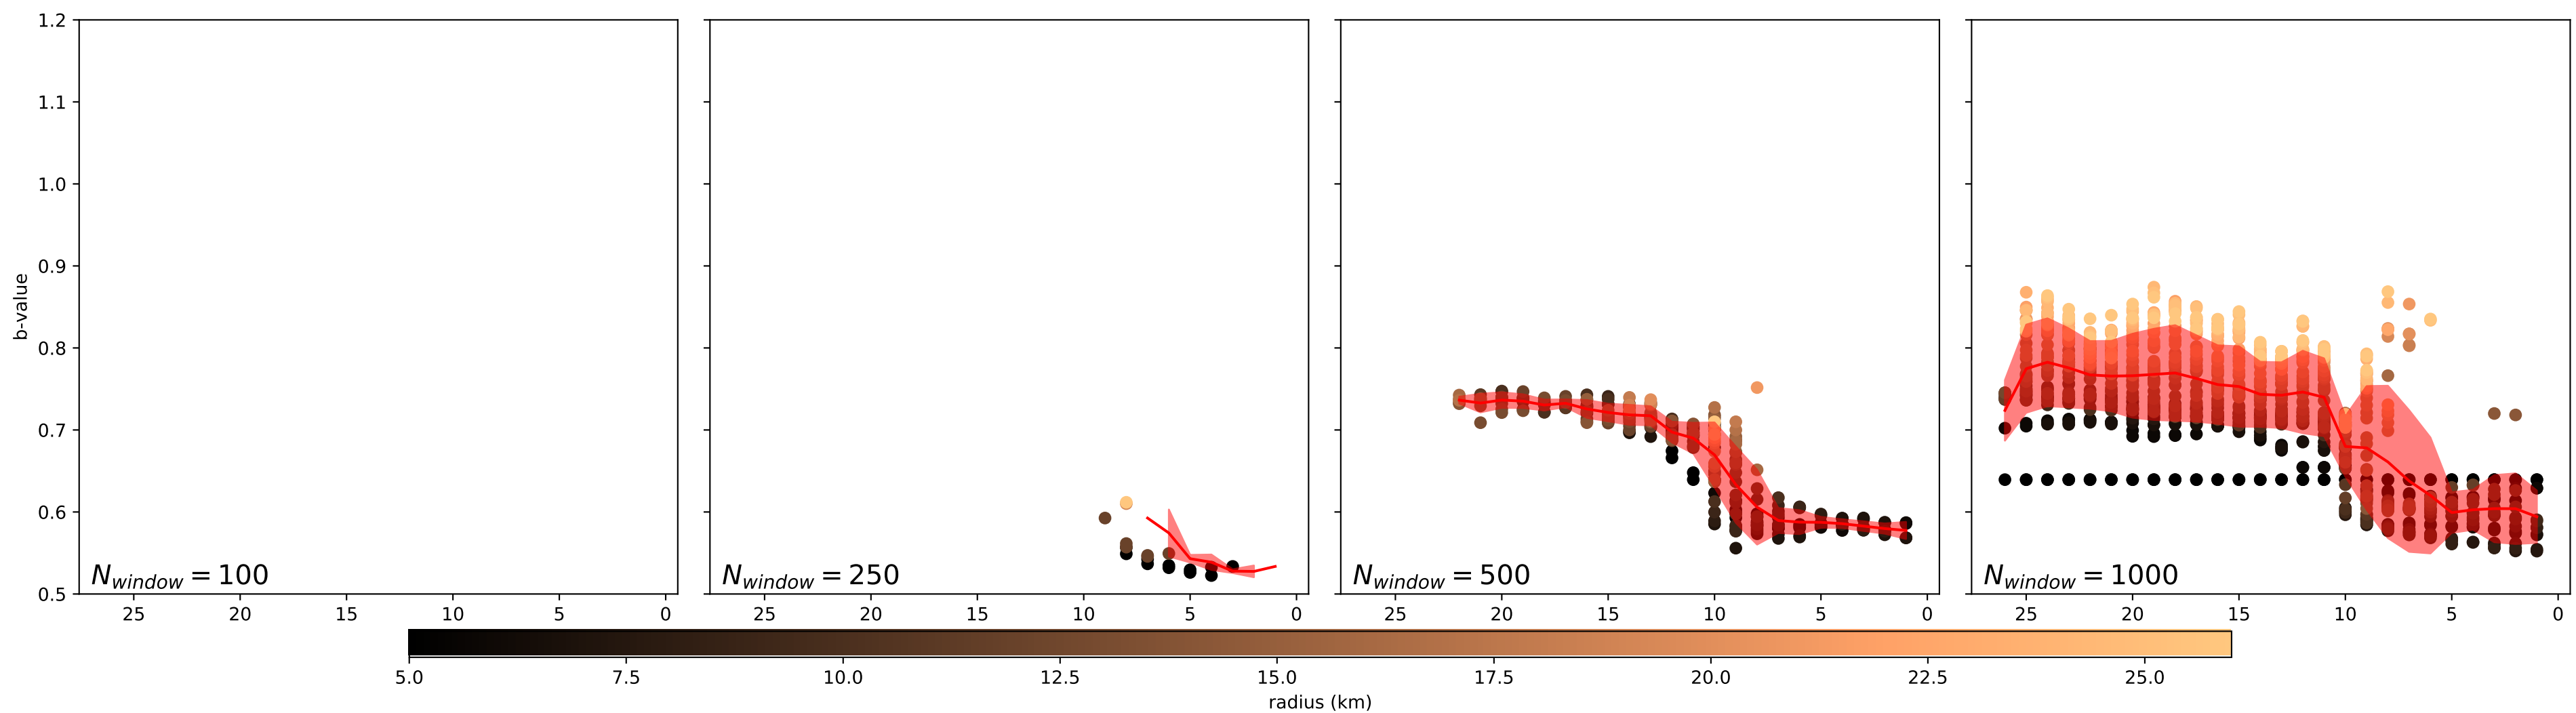 1.2
1.1
1.0
0.9
0.8
0.7
0.6
0.5
b-value
N_window = 100
N_window = 250
N_window = 500
N_window = 1000
25 20 15 10 5 0
25 20 15 10 5 0
25 20 15 10 5 0
25 20 15 10 5 0
5.0 7.5 10.0 12.5 15.0 17.5 20.0 22.5 25.0
radius (km)